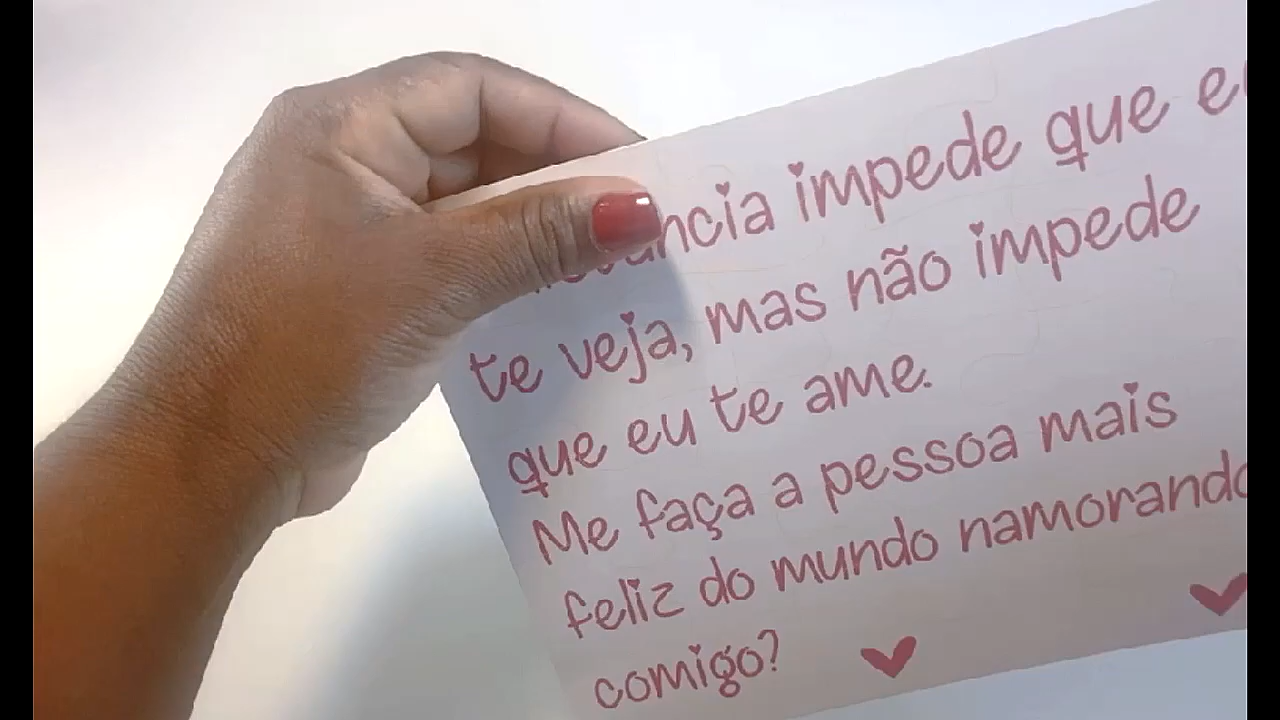 impede que
te veja, mas não impede
que eu te ame.
Me faça a pessoa mais
feliz do mundo namorando
comigo?